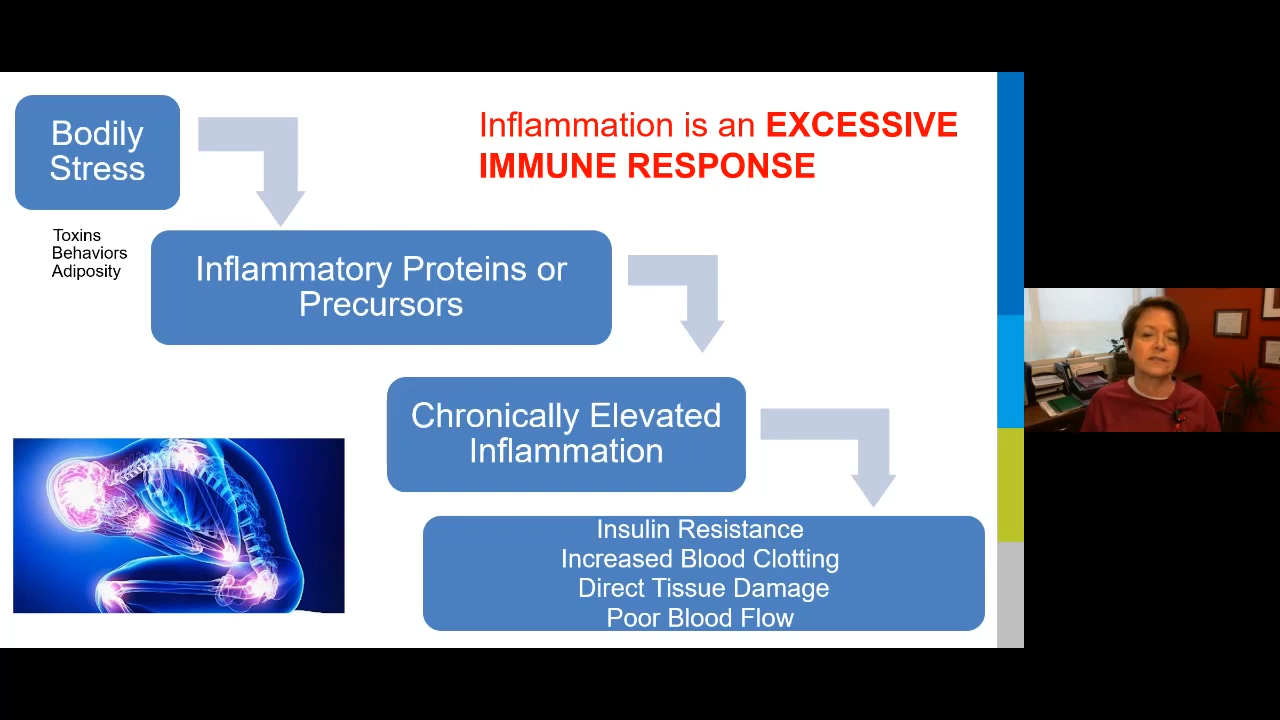 Bodily
Stress
Inflammation is an EXCESSIVE
IMMUNE RESPONSE
Toxins
Behaviors
Adiposity
Inflammatory Proteins or
Precursors
Chronically Elevated
Inflammation
Insulin Resistance
Increased Blood Clotting
Direct Tissue Damage
Poor Blood Flow